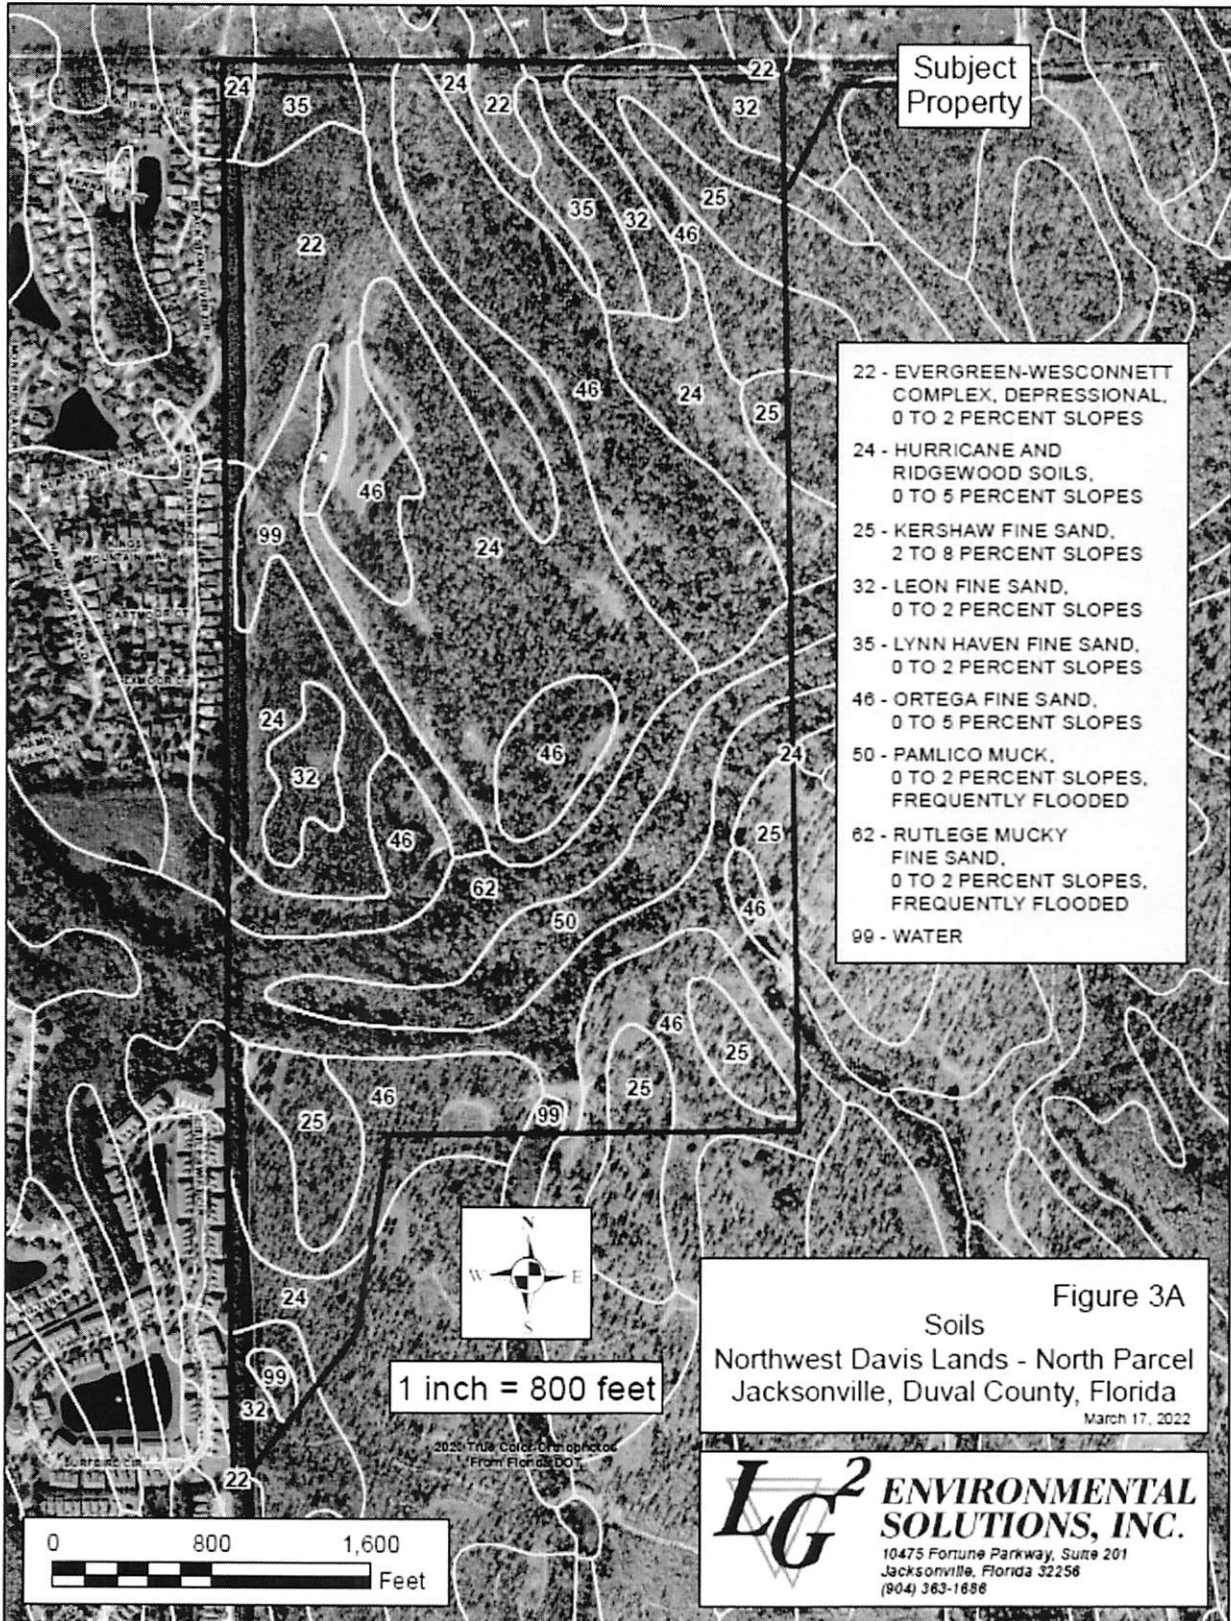 Subject
Property
24
35
24
22
22
32
25
35
32
46
22
46
24
25
46
99
24
24
32
46
46
24
25
62
46
50
46
25
25
46
25
99
24
99
32
22
22 - EVERGREEN-WESCONNETT
COMPLEX, DEPRESSIONAL,
0 TO 2 PERCENT SLOPES
24 - HURRICANE AND
RIDGEWOOD SOILS,
0 TO 5 PERCENT SLOPES
25 - KERSHAW FINE SAND,
2 TO 8 PERCENT SLOPES
32 - LEON FINE SAND,
0 TO 2 PERCENT SLOPES
35 - LYNN HAVEN FINE SAND,
0 TO 2 PERCENT SLOPES
46 - ORTEGA FINE SAND,
0 TO 5 PERCENT SLOPES
50 - PAMLICO MUCK,
0 TO 2 PERCENT SLOPES,
FREQUENTLY FLOODED
62 - RUTLEGE MUCKY
FINE SAND,
0 TO 2 PERCENT SLOPES,
FREQUENTLY FLOODED
99 - WATER
N
W E
S
1 inch = 800 feet
Figure 3A
Soils
Northwest Davis Lands - North Parcel
Jacksonville, Duval County, Florida
March 17, 2022
True Color Orthophotos
From Florida DOT
0 800 1,600
Feet
LG2 ENVIRONMENTAL
SOLUTIONS, INC.
10475 Fortune Parkway, Suite 201
Jacksonville, Florida 32256
(904) 363-1686